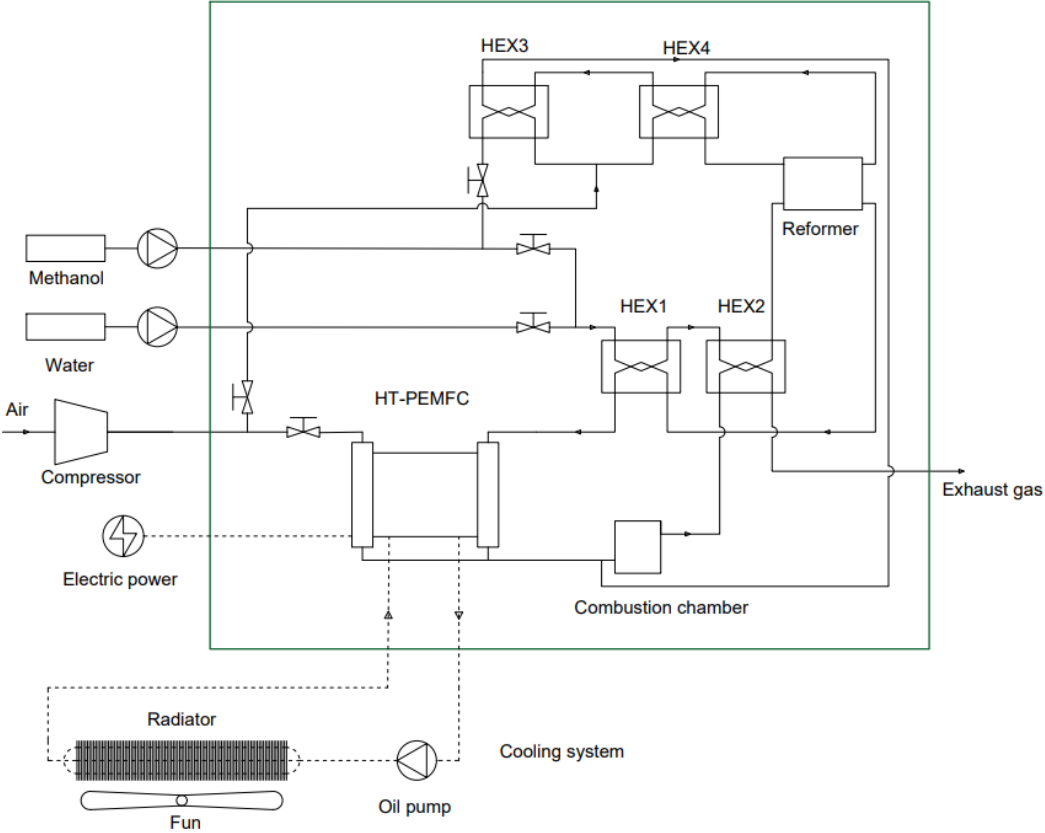 HEX3
HEX4
Reformer
Methanol
HEX1
HEX2
Water
HT-PEMFC
Air
Compressor
Exhaust gas
Electric power
Combustion chamber
Radiator
Cooling system
Oil pump
Fun